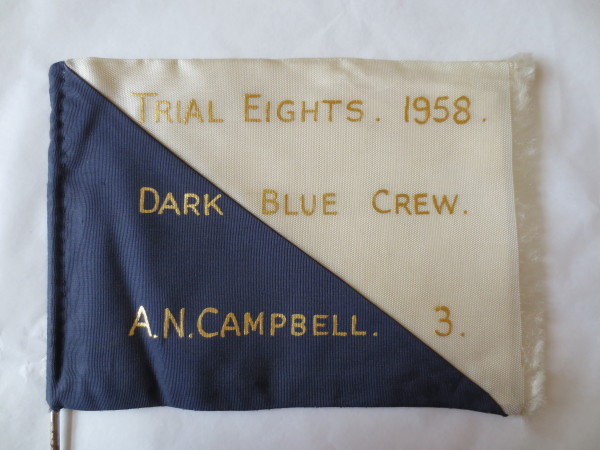 TRIAL EIGHTS. 1958.
DARK BLUE CREW.
A.N. CAMPBELL. 3.